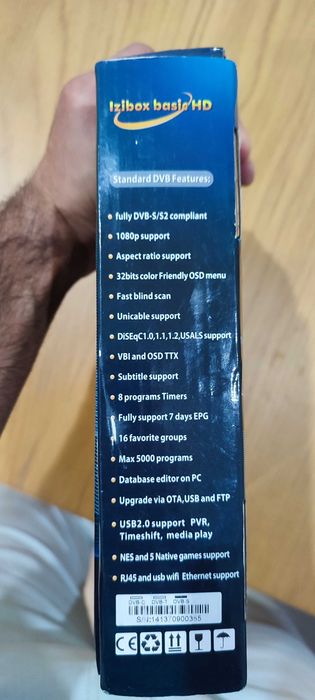 Izibox basic HD
Standard DVB Features:
fully DVB-S/S2 compliant
1080p support
Aspect ratio support
32bits color Friendly OSD menu
Fast blind scan
Unicable support
DiSEqC1.0,1.1,1.2,USALS support
VBI and OSD TTX
Subtitle support
8 programs Timers
Fully support 7 days EPG
16 favorite groups
Max 5000 programs
Database editor on PC
Upgrade via OTA,USB and FTP
USB2.0 support PVR,
Timeshift, media play
NES and 5 Native games support
RJ45 and usb wifi Ethernet support
DVB-C DVB-T DVB-S
S/N:141370900355
CE